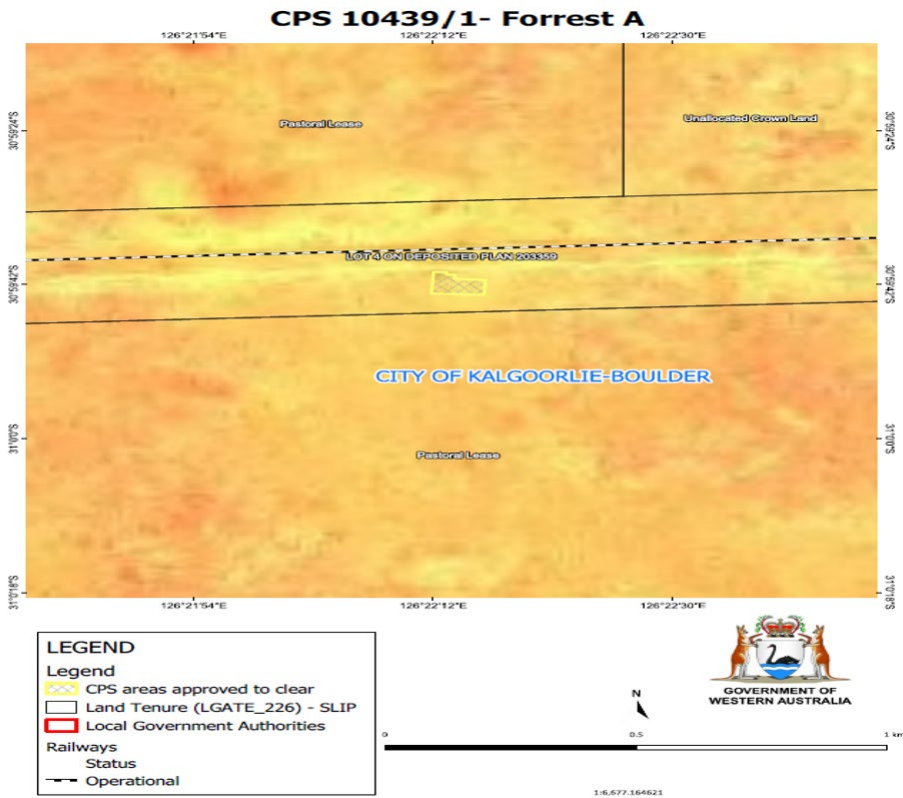 CPS 10439/1- Forrest A
126°21'54"E 126°22'12"E 126°22'30"E
30°59'24"S
30°59'24"S
Pastoral Lease
Unallocated Crown Land
LOT 4 ON DEPOSITED PLAN 203359
30°59'42"S
30°59'42"S
CITY OF KALGOORLIE-BOULDER
31°0'0"S
31°0'0"S
Pastoral Lease
31°0'18"S
31°0'18"S
126°21'54"E 126°22'12"E 126°22'30"E
LEGEND
Legend
CPS areas approved to clear
Land Tenure (LGATE_226) - SLIP
Local Government Authorities
Railways
Status
Operational
GOVERNMENT OF
WESTERN AUSTRALIA
N
0 0.5 1 km
1:6,677.164621